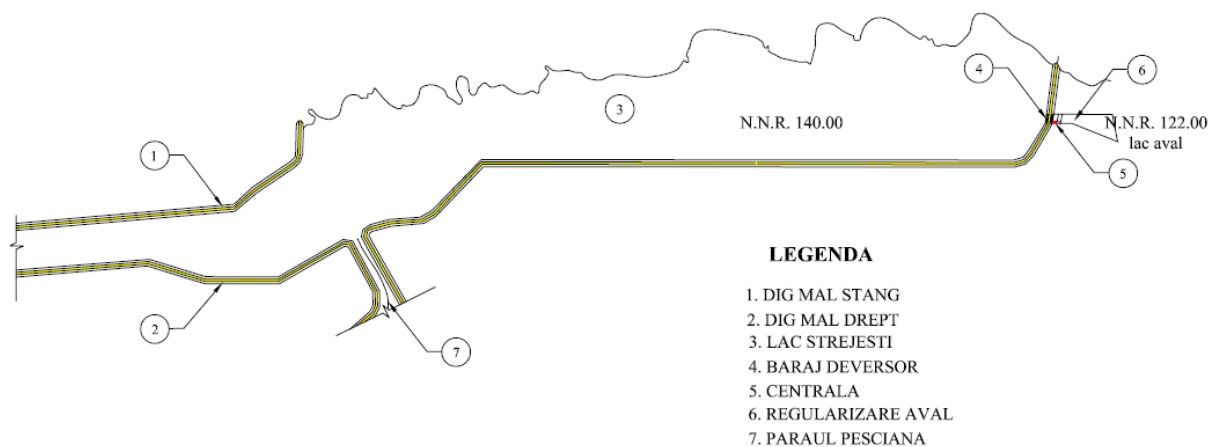 4
6
3
N.N.R. 140.00
N.N.R. 122.00
lac aval
1
5
2
7
LEGENDA
1. DIG MAL STANG
2. DIG MAL DREPT
3. LAC STREJESTI
4. BARAJ DEVERSOR
5. CENTRALA
6. REGULARIZARE AVAL
7. PARAUL PESCIANA